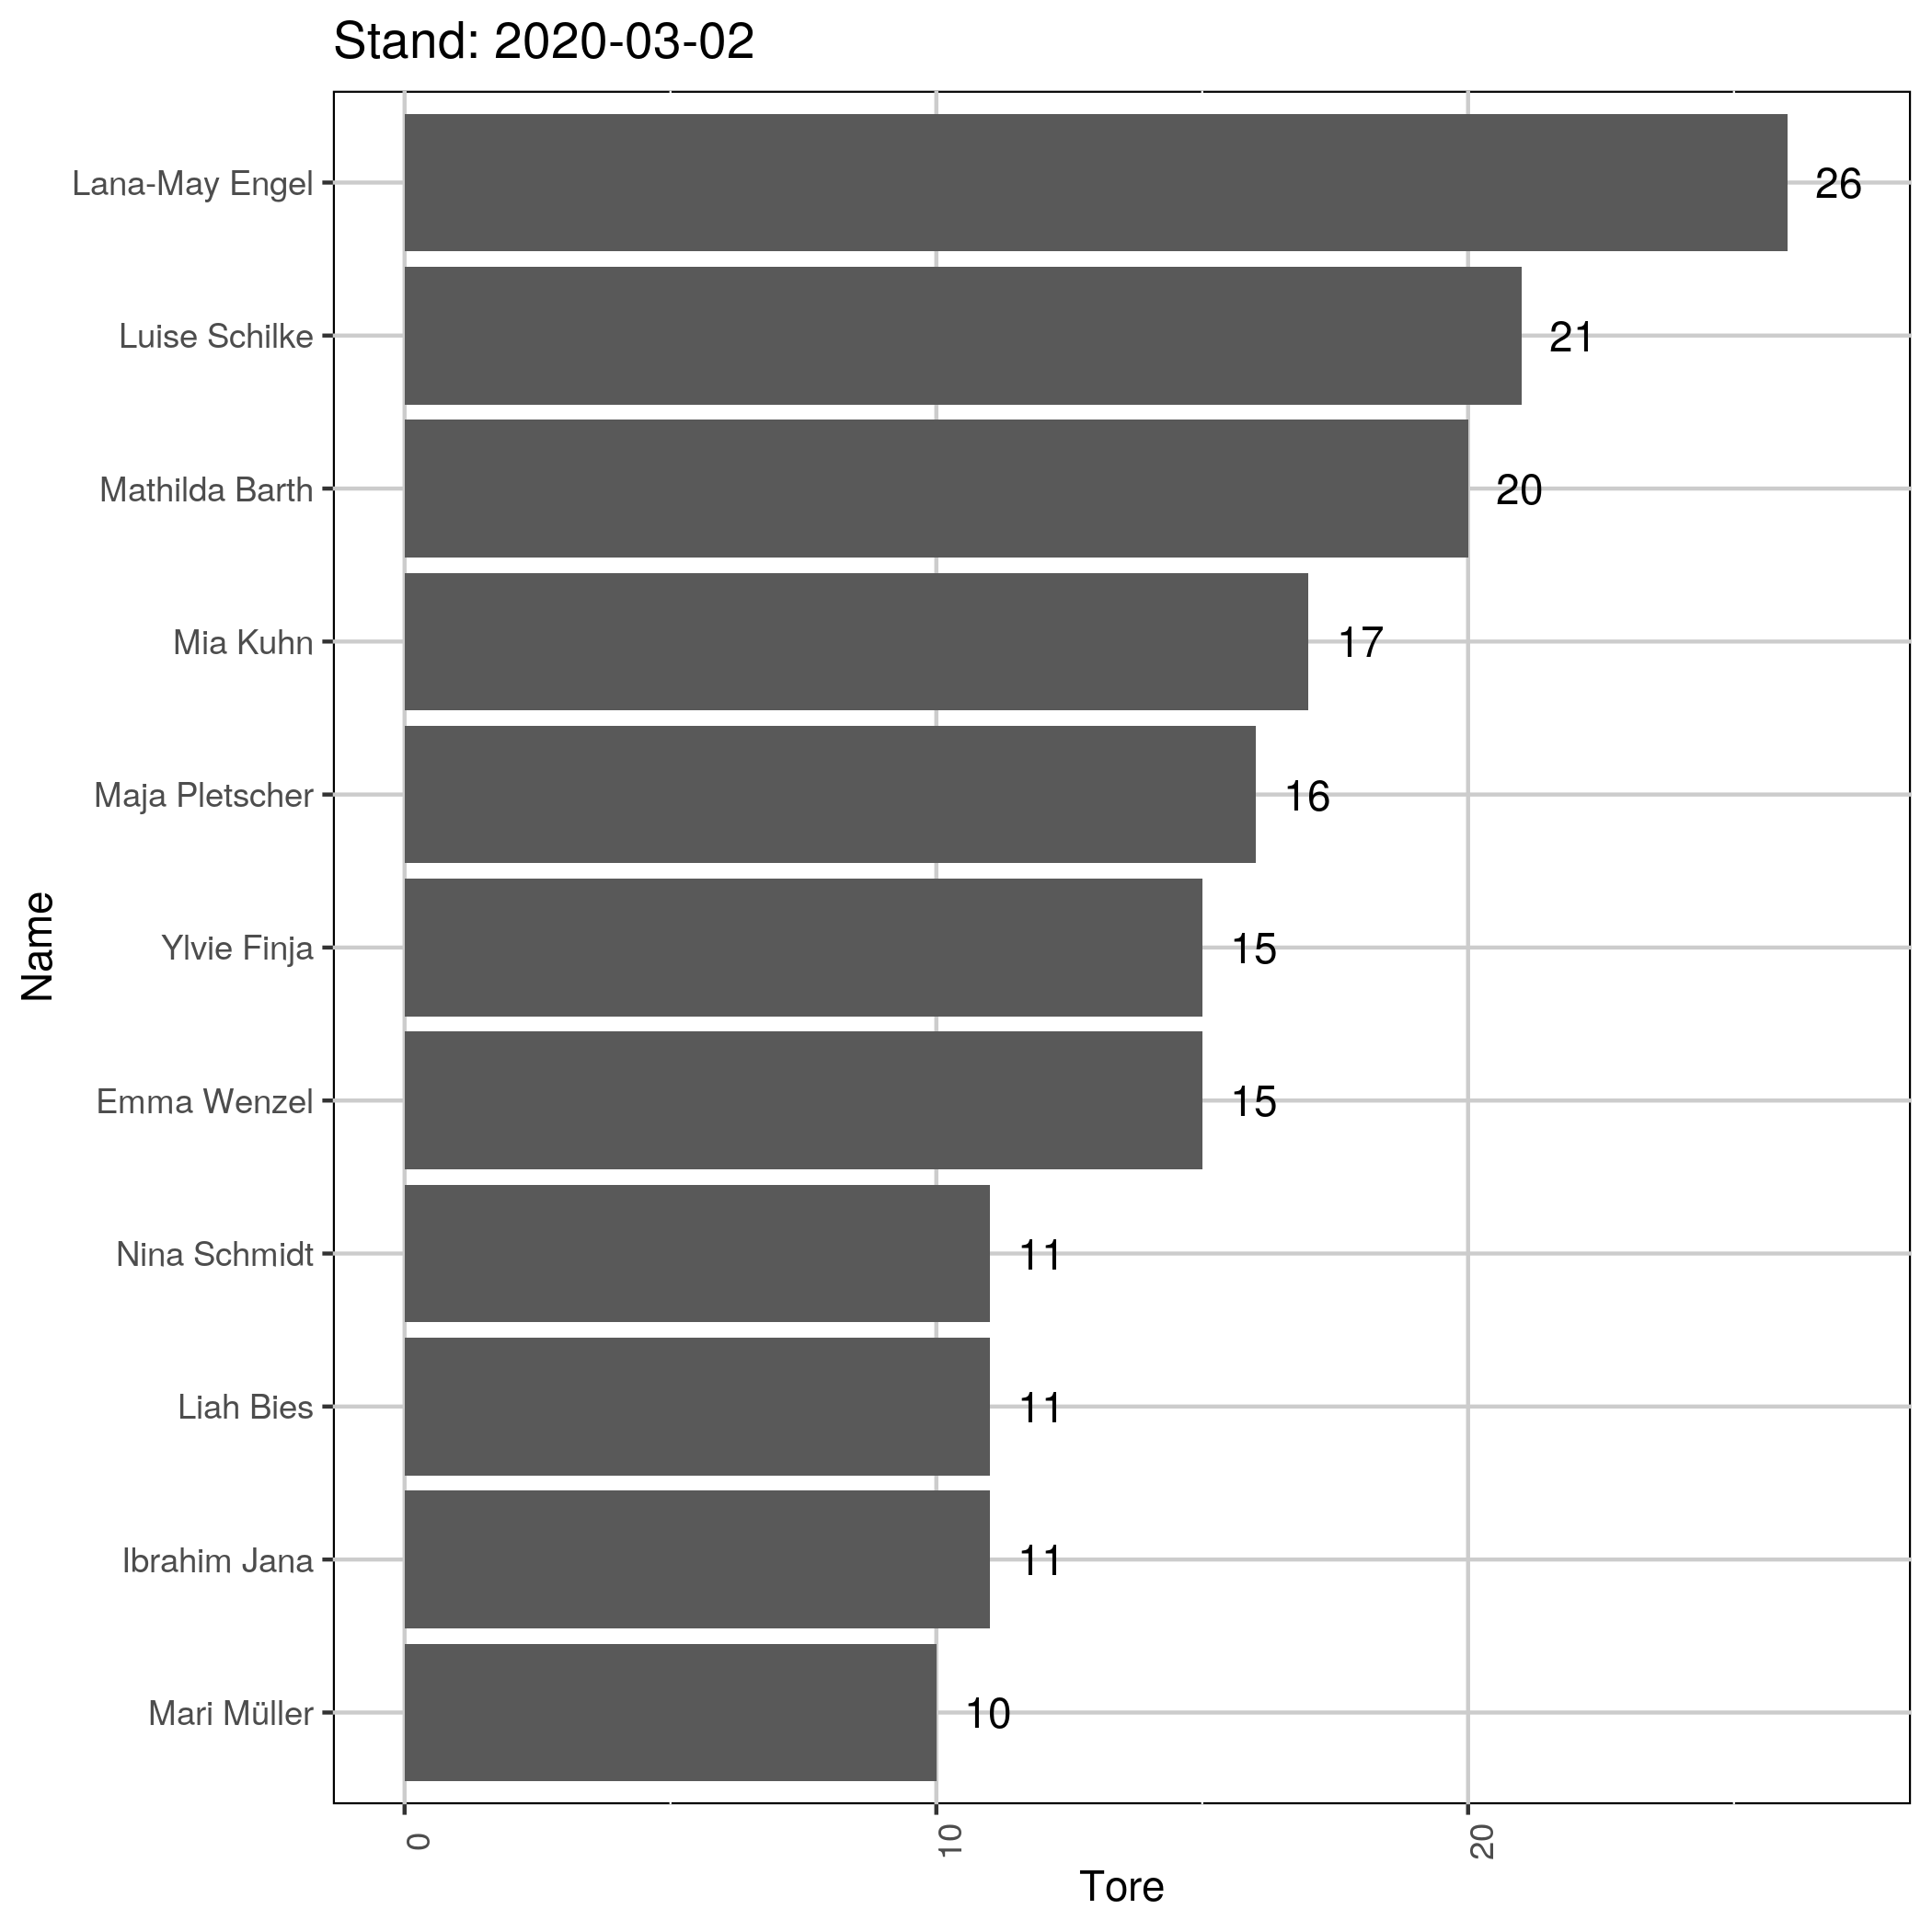 Stand: 2020-03-02
Lana-May Engel 26
Luise Schilke 21
Mathilda Barth 20
Mia Kuhn 17
Maja Pletscher 16
Ylvie Finja 15
Emma Wenzel 15
Nina Schmidt 11
Liah Bies 11
Ibrahim Jana 11
Mari Müller 10
Name
0 10 20
Tore